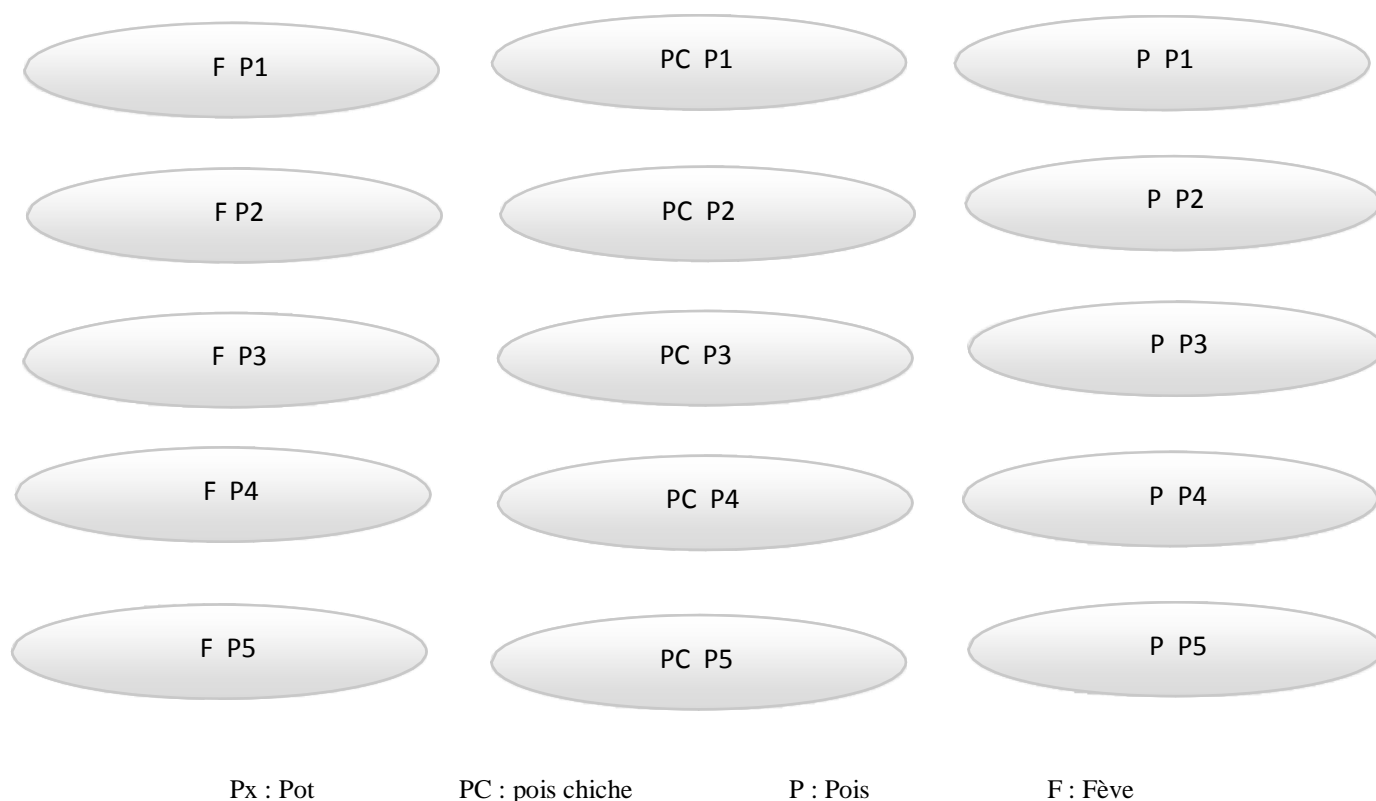 F P1
PC P1
P P1
F P2
PC P2
P P2
F P3
PC P3
P P3
F P4
PC P4
P P4
F P5
PC P5
P P5
Px : Pot PC : pois chiche P : Pois F : Fève